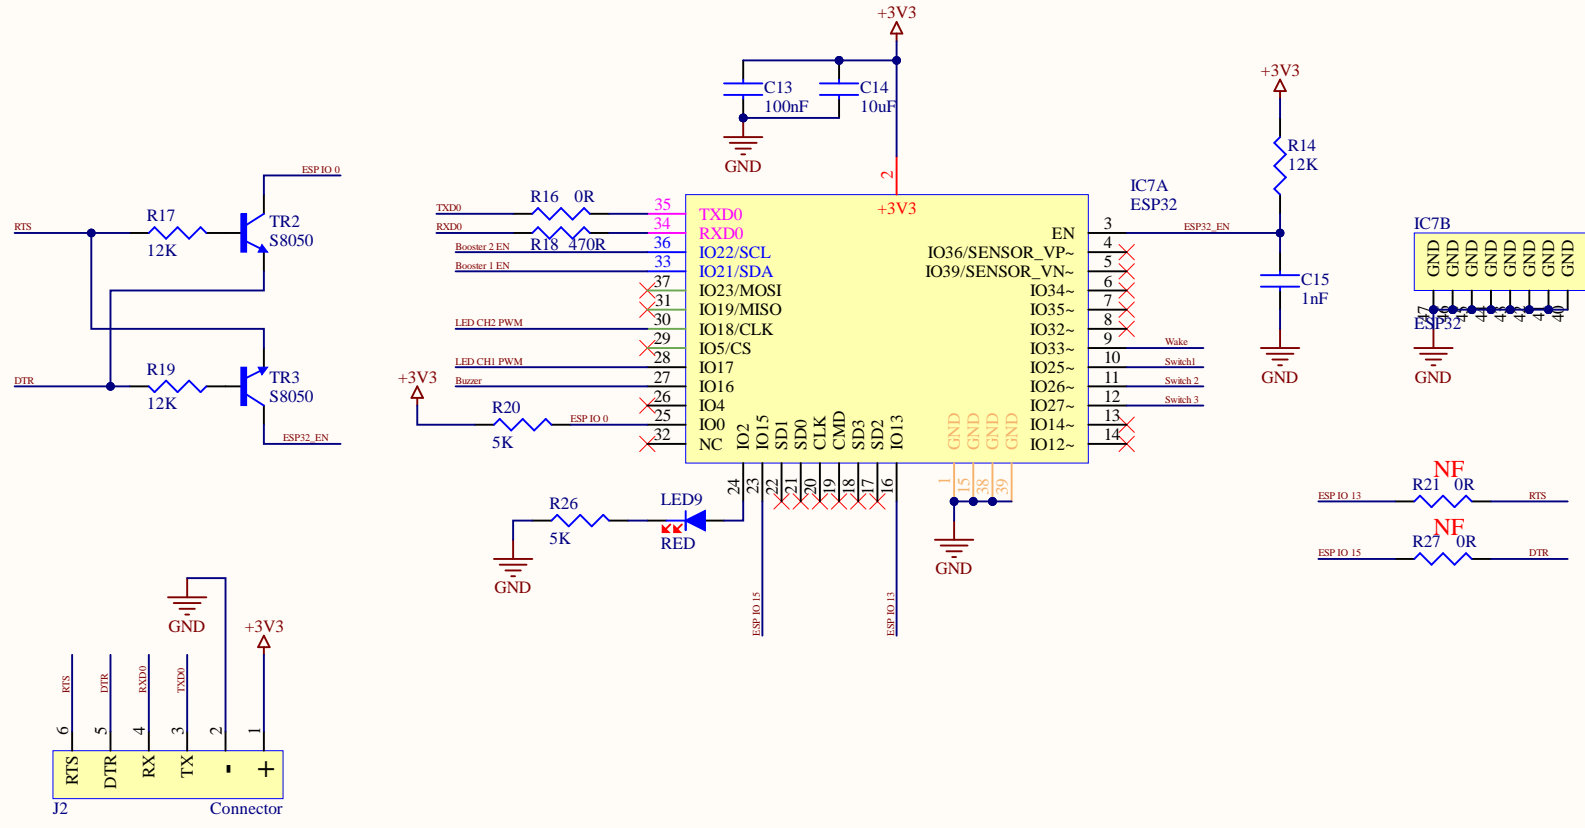 +3V3
C13
100nF
C14
10uF
GND
+3V3
R14
12K
ESP IO 0
RTS
R17
12K
TR2
S8050
DTR
R19
12K
TR3
S8050
ESP32_EN
TXD0
R16 0R
RXD0
R18 470R
Booster 2 EN
Booster 1 EN
LED CH2 PWM
LED CH1 PWM
Buzzer
+3V3
R20
5K
ESP IO 0
IC7A
ESP32
2
+3V3
35 TXD0
34 RXD0
36 IO22/SCL
33 IO21/SDA
37 IO23/MOSI
31 IO19/MISO
30 IO18/CLK
29 IO5/CS
28 IO17
27 IO16
26 IO4
25 IO0
32 NC
EN 3
IO36/SENSOR_VP~ 4
IO39/SENSOR_VN~ 5
IO34~ 6
IO35~ 7
IO32~ 8
IO33~ 9
IO25~ 10
IO26~ 11
IO27~ 12
IO14~ 13
IO12~ 14
IO2
IO15
SD1
SD0
CLK
CMD
SD3
SD2
IO13
GND
GND
GND
GND
24
23
22
21
20
19
18
17
16
1
15
38
39
ESP32_EN
Wake
Switch1
Switch 2
Switch 3
C15
1nF
GND
IC7B
GND
GND
GND
GND
GND
GND
GND
GND
47
40
ESP32
GND
R26
5K
LED9
RED
GND
ESP IO 15
ESP IO 13
GND
NF
ESP IO 13
R21 0R
RTS
NF
ESP IO 15
R27 0R
DTR
GND
+3V3
RTS
DTR
RXD0
TXD0
6
5
4
3
2
1
RTS
DTR
RX
TX
-
+
J2
Connector